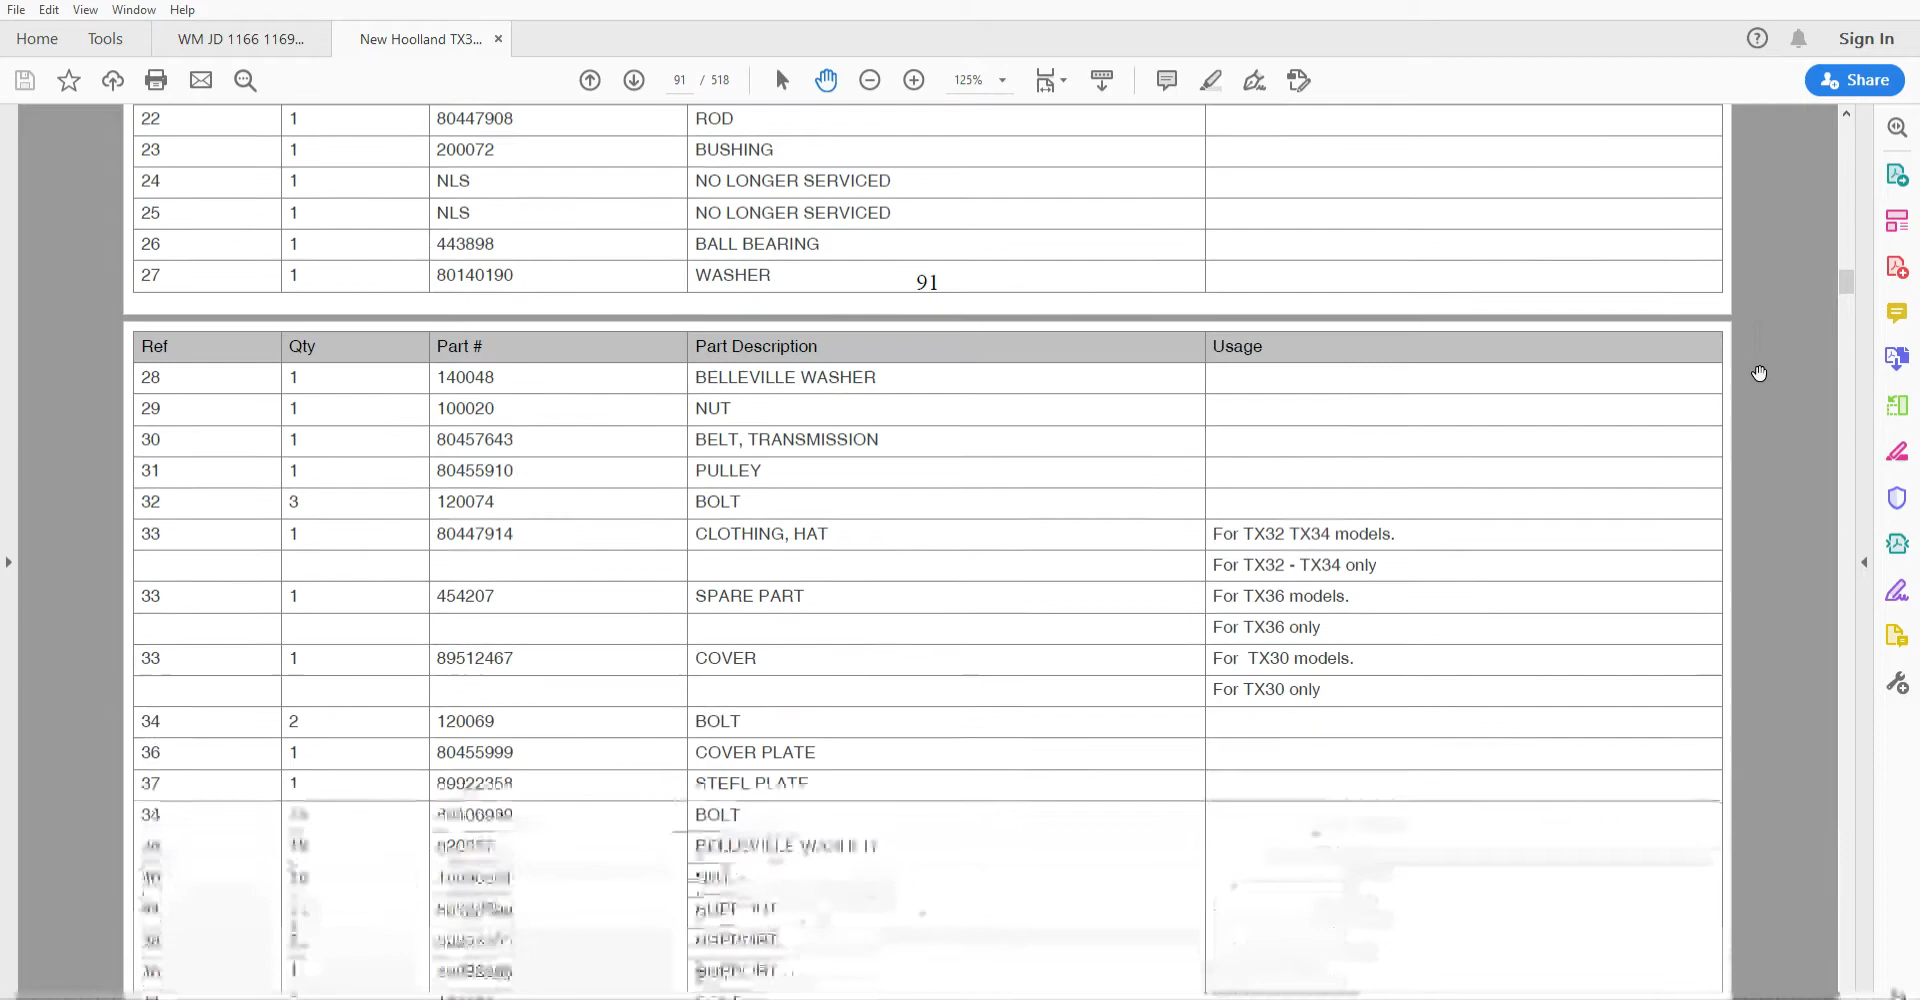 File Edit View Window Help
Home Tools WM JD 1166 1169... New Hoolland TX3... Sign In
91 / 518 125% Share
22 1 80447908 ROD
23 1 200072 BUSHING
24 1 NLS NO LONGER SERVICED
25 1 NLS NO LONGER SERVICED
26 1 443898 BALL BEARING
27 1 80140190 WASHER
91
Ref Qty Part # Part Description Usage
28 1 140048 BELLEVILLE WASHER
29 1 100020 NUT
30 1 80457643 BELT, TRANSMISSION
31 1 80455910 PULLEY
32 3 120074 BOLT
33 1 80447914 CLOTHING, HAT For TX32 TX34 models.
For TX32 - TX34 only
33 1 454207 SPARE PART For TX36 models.
For TX36 only
33 1 89512467 COVER For TX30 models.
For TX30 only
34 2 120069 BOLT
36 1 80455999 COVER PLATE
37 1 89922358 STEEL PLATE
BOLT